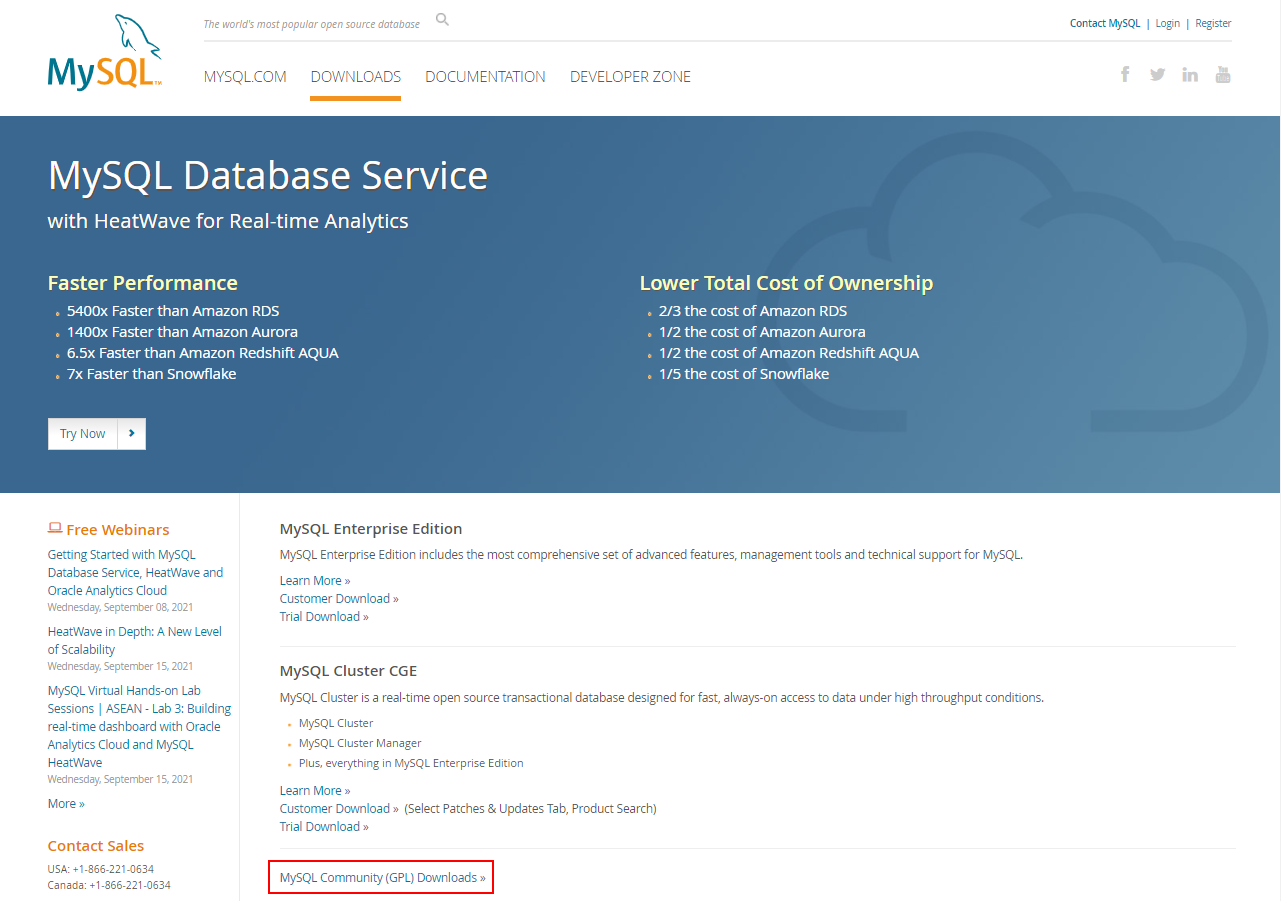 The world's most popular open source database
Contact MySQL | Login | Register
MySQL™
MYSQL.COM DOWNLOADS DOCUMENTATION DEVELOPER ZONE
MySQL Database Service
with HeatWave for Real-time Analytics
Faster Performance
5400x Faster than Amazon RDS
1400x Faster than Amazon Aurora
6.5x Faster than Amazon Redshift AQUA
7x Faster than Snowflake
Lower Total Cost of Ownership
2/3 the cost of Amazon RDS
1/2 the cost of Amazon Aurora
1/2 the cost of Amazon Redshift AQUA
1/5 the cost of Snowflake
Try Now
Free Webinars
Getting Started with MySQL
Database Service, HeatWave and
Oracle Analytics Cloud
Wednesday, September 08, 2021
HeatWave in Depth: A New Level
of Scalability
Wednesday, September 15, 2021
MySQL Virtual Hands-on Lab
Sessions | ASEAN - Lab 3: Building
real-time dashboard with Oracle
Analytics Cloud and MySQL
HeatWave
Wednesday, September 15, 2021
More »
Contact Sales
USA: +1-866-221-0634
Canada: +1-866-221-0634
MySQL Enterprise Edition
MySQL Enterprise Edition includes the most comprehensive set of advanced features, management tools and technical support for MySQL.
Learn More »
Customer Download »
Trial Download »
MySQL Cluster CGE
MySQL Cluster is a real-time open source transactional database designed for fast, always-on access to data under high throughput conditions.
MySQL Cluster
MySQL Cluster Manager
Plus, everything in MySQL Enterprise Edition
Learn More »
Customer Download » (Select Patches & Updates Tab, Product Search)
Trial Download »
MySQL Community (GPL) Downloads »